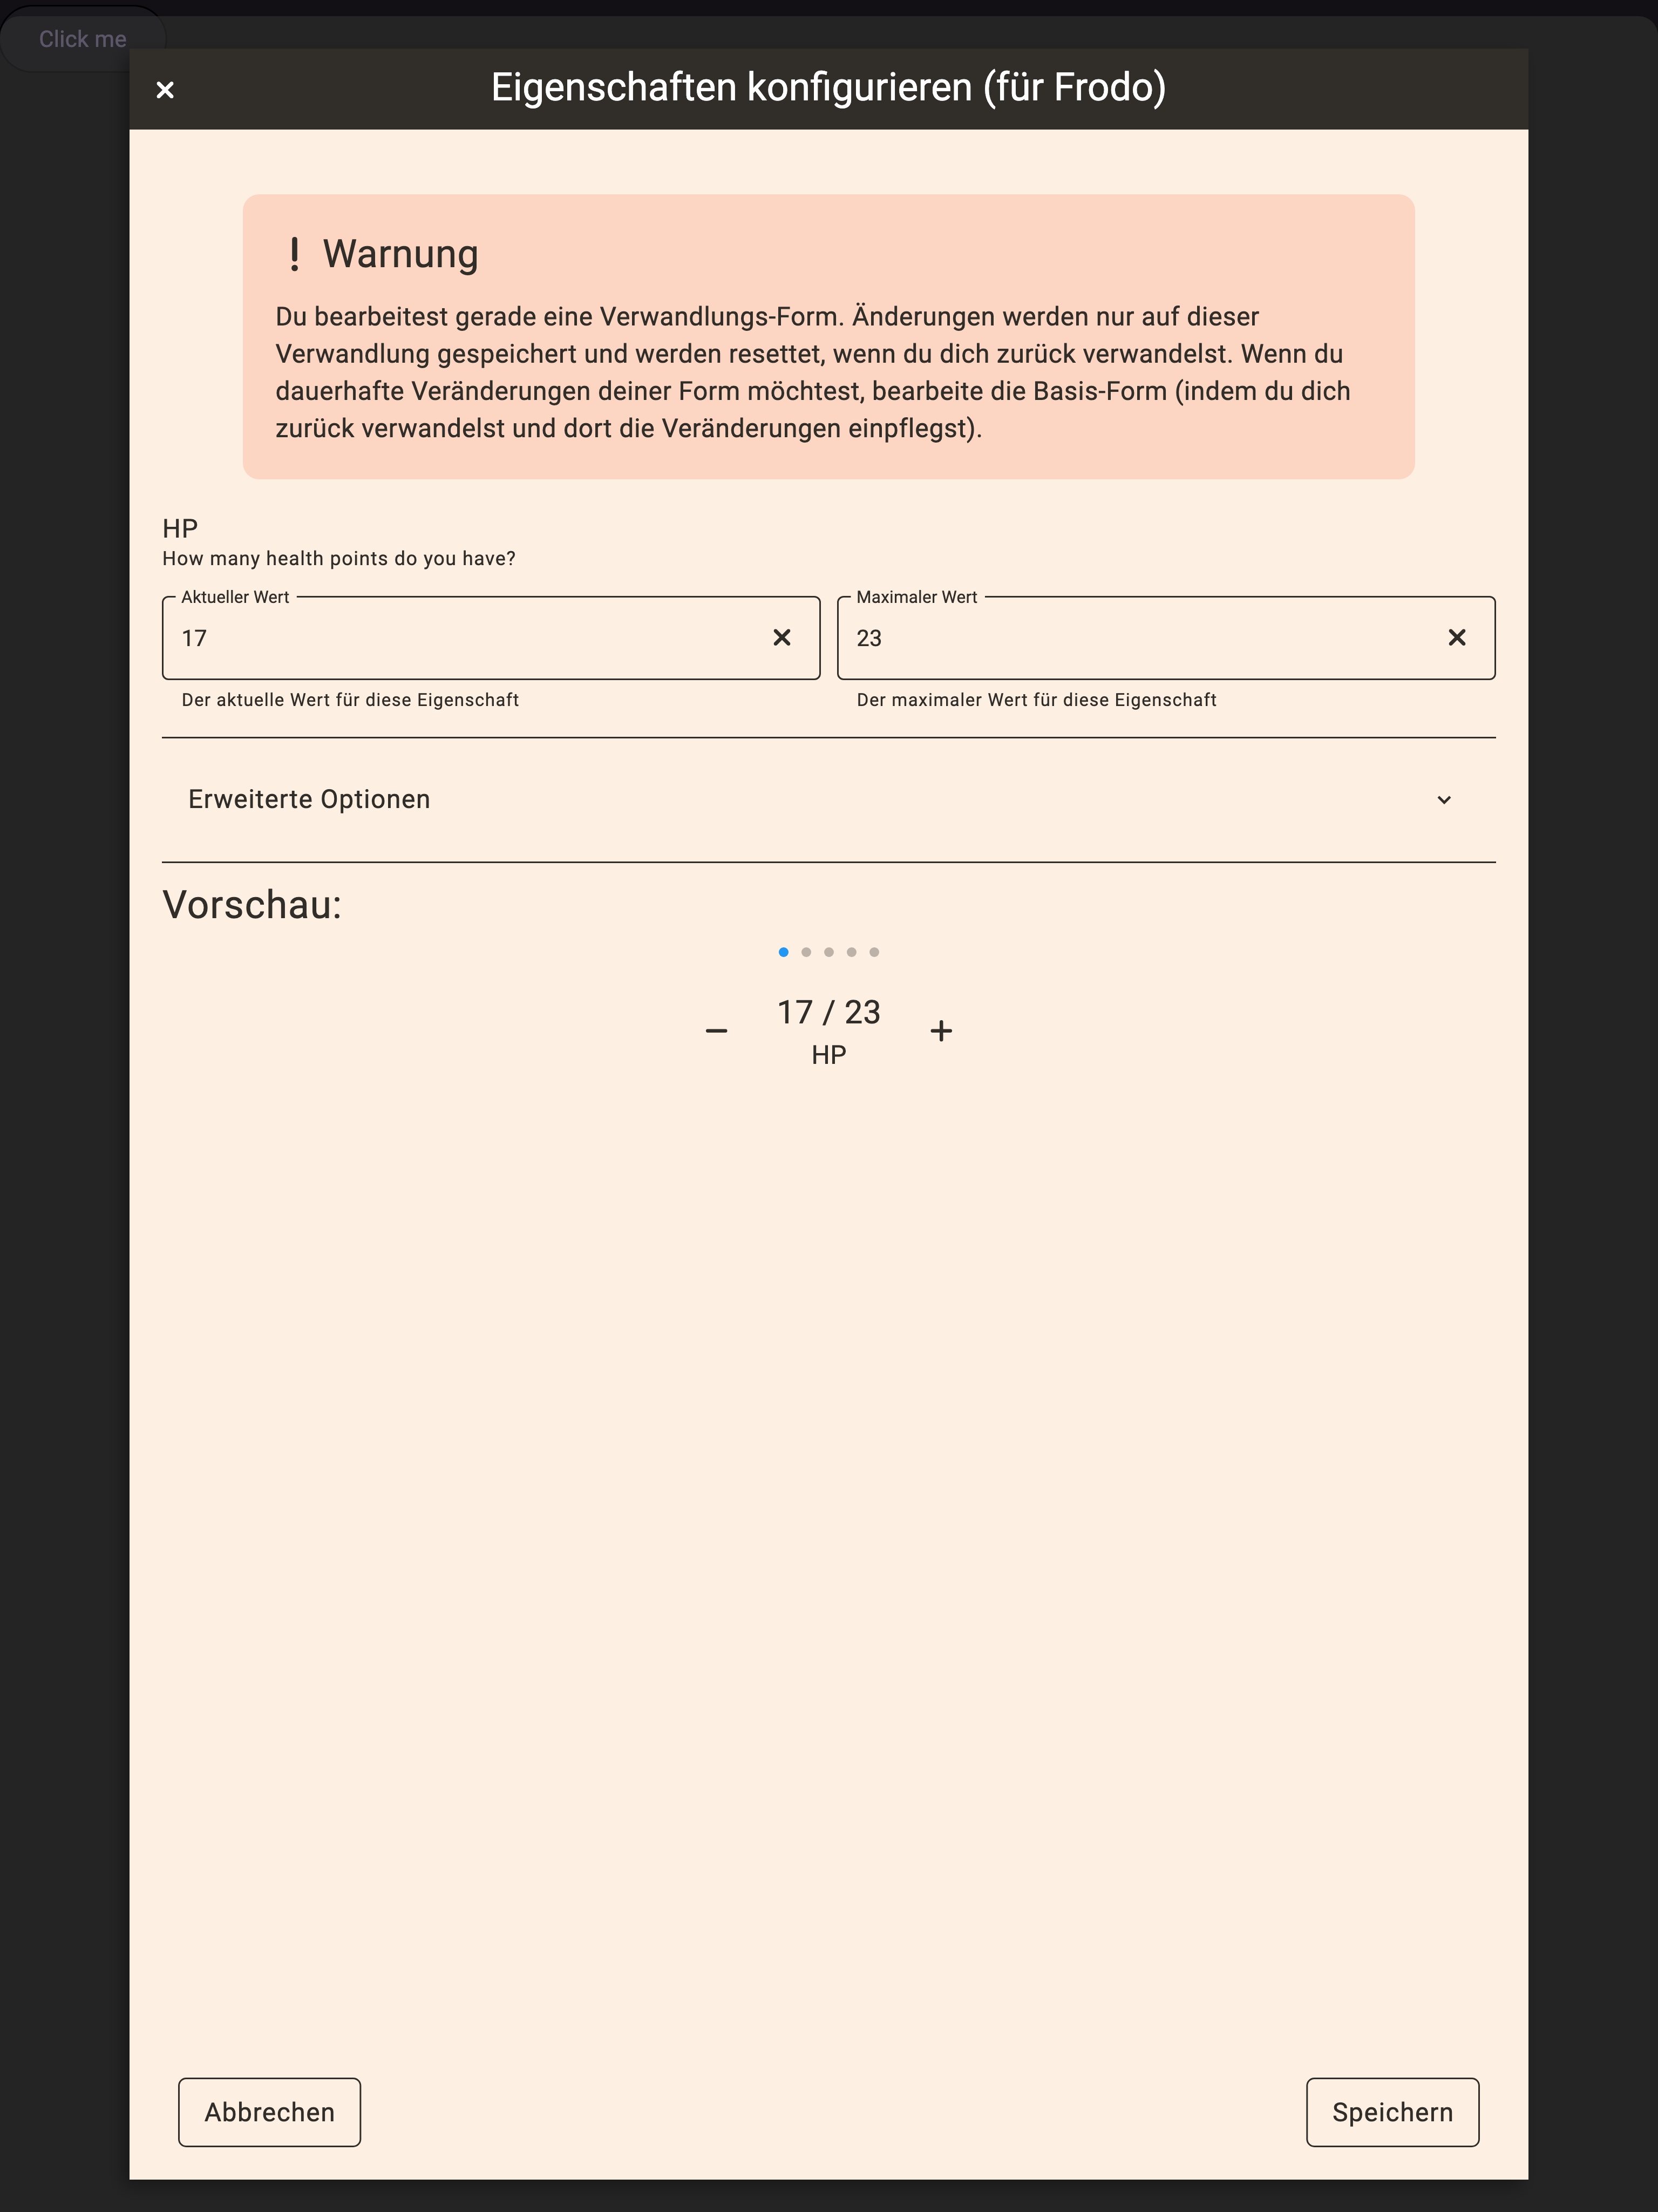 Click me
Eigenschaften konfigurieren (für Frodo)
Warnung
Du bearbeitest gerade eine Verwandlungs-Form. Änderungen werden nur auf dieser
Verwandlung gespeichert und werden resettet, wenn du dich zurück verwandelst. Wenn du
dauerhafte Veränderungen deiner Form möchtest, bearbeite die Basis-Form (indem du dich
zurück verwandelst und dort die Veränderungen einpflegst).
HP
How many health points do you have?
Aktueller Wert
17
Der aktuelle Wert für diese Eigenschaft
Maximaler Wert
23
Der maximaler Wert für diese Eigenschaft
Erweiterte Optionen
Vorschau:
17 / 23
HP
Abbrechen
Speichern